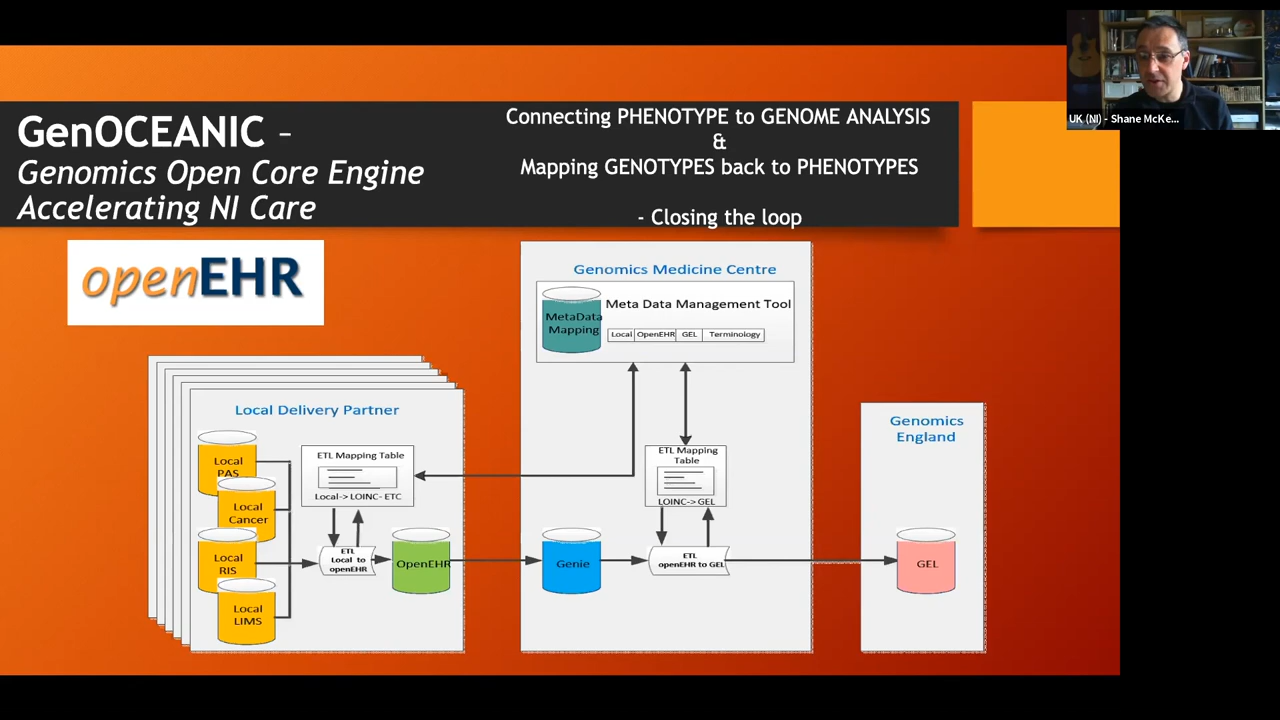 GenOCEANIC –
Genomics Open Core Engine
Accelerating NI Care
Connecting PHENOTYPE to GENOME ANALYSIS
&
Mapping GENOTYPES back to PHENOTYPES
- Closing the loop
UK (NI) - Shane McKe...
openEHR
Genomics Medicine Centre
MetaData
Mapping
Meta Data Management Tool
Local OpenEHR GEL Terminology
Local Delivery Partner
Local
PAS
Local
Cancer
Local
RIS
Local
LIMS
ETL Mapping Table
Local-> LOINC- ETC
ETL
Local to
openEHR
OpenEHR
ETL Mapping
Table
LOINC->GEL
Genie
ETL
openEHR to GEL
Genomics
England
GEL